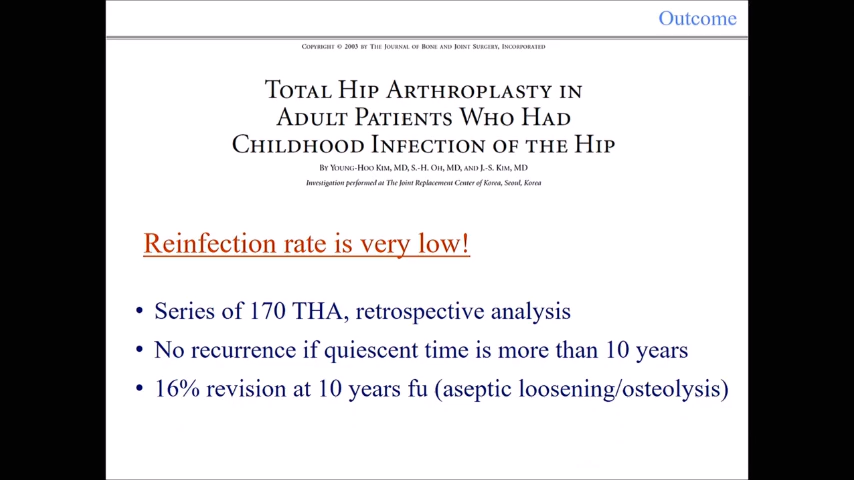 Outcome
COPYRIGHT © 2003 BY THE JOURNAL OF BONE AND JOINT SURGERY, INCORPORATED
TOTAL HIP ARTHROPLASTY IN
ADULT PATIENTS WHO HAD
CHILDHOOD INFECTION OF THE HIP
BY YOUNG-HOO KIM, MD, S.-H. OH, MD, AND J.-S. KIM, MD
Investigation performed at The Joint Replacement Center of Korea, Seoul, Korea
Reinfection rate is very low!
• Series of 170 THA, retrospective analysis
• No recurrence if quiescent time is more than 10 years
• 16% revision at 10 years fu (aseptic loosening/osteolysis)